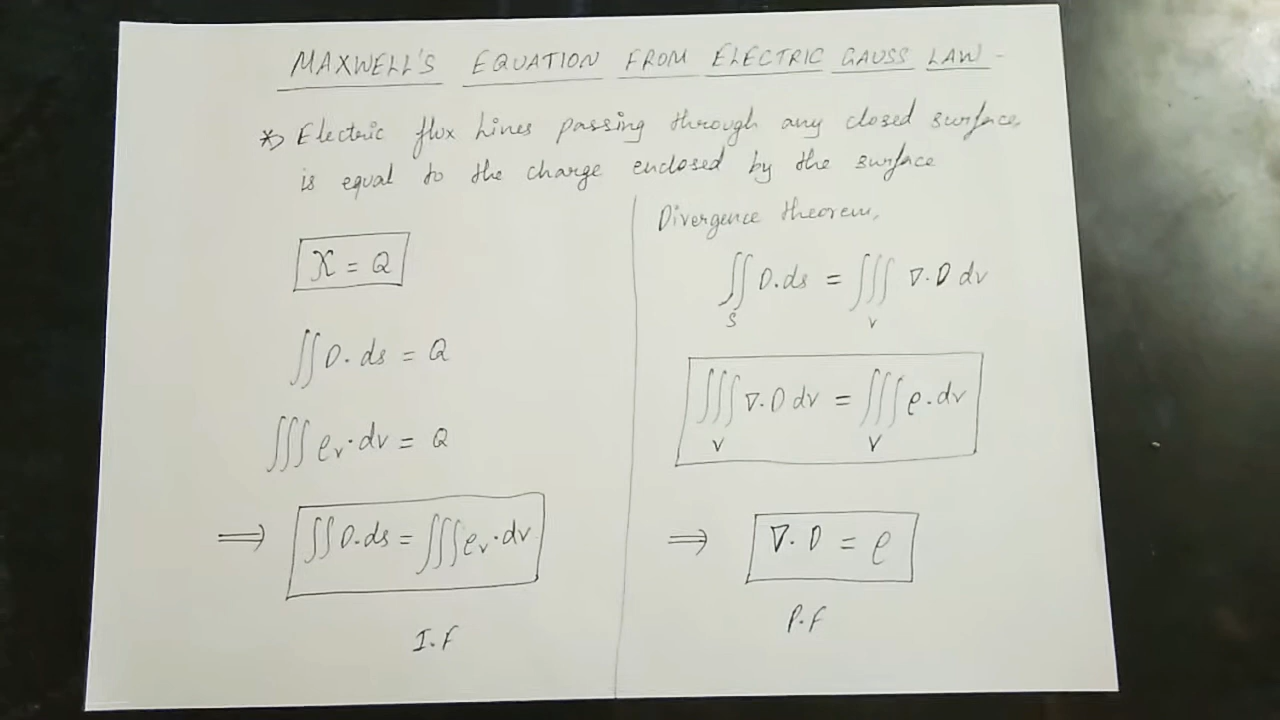 MAXWELL'S EQUATION FROM ELECTRIC GAUSS LAW -
* Electric flux lines passing through any closed surface,
is equal to the charge enclosed by the surface
χ = Q
∬ D. ds = Q
∭ ρv . dv = Q
⟹ ∬ D.ds = ∭ ρv . dv
I.F
Divergence theorem,
∬s D.ds = ∭v ∇.D dv
∭v ∇.D dv = ∭v ρ.dv
⟹ ∇.D = ρ
P.F